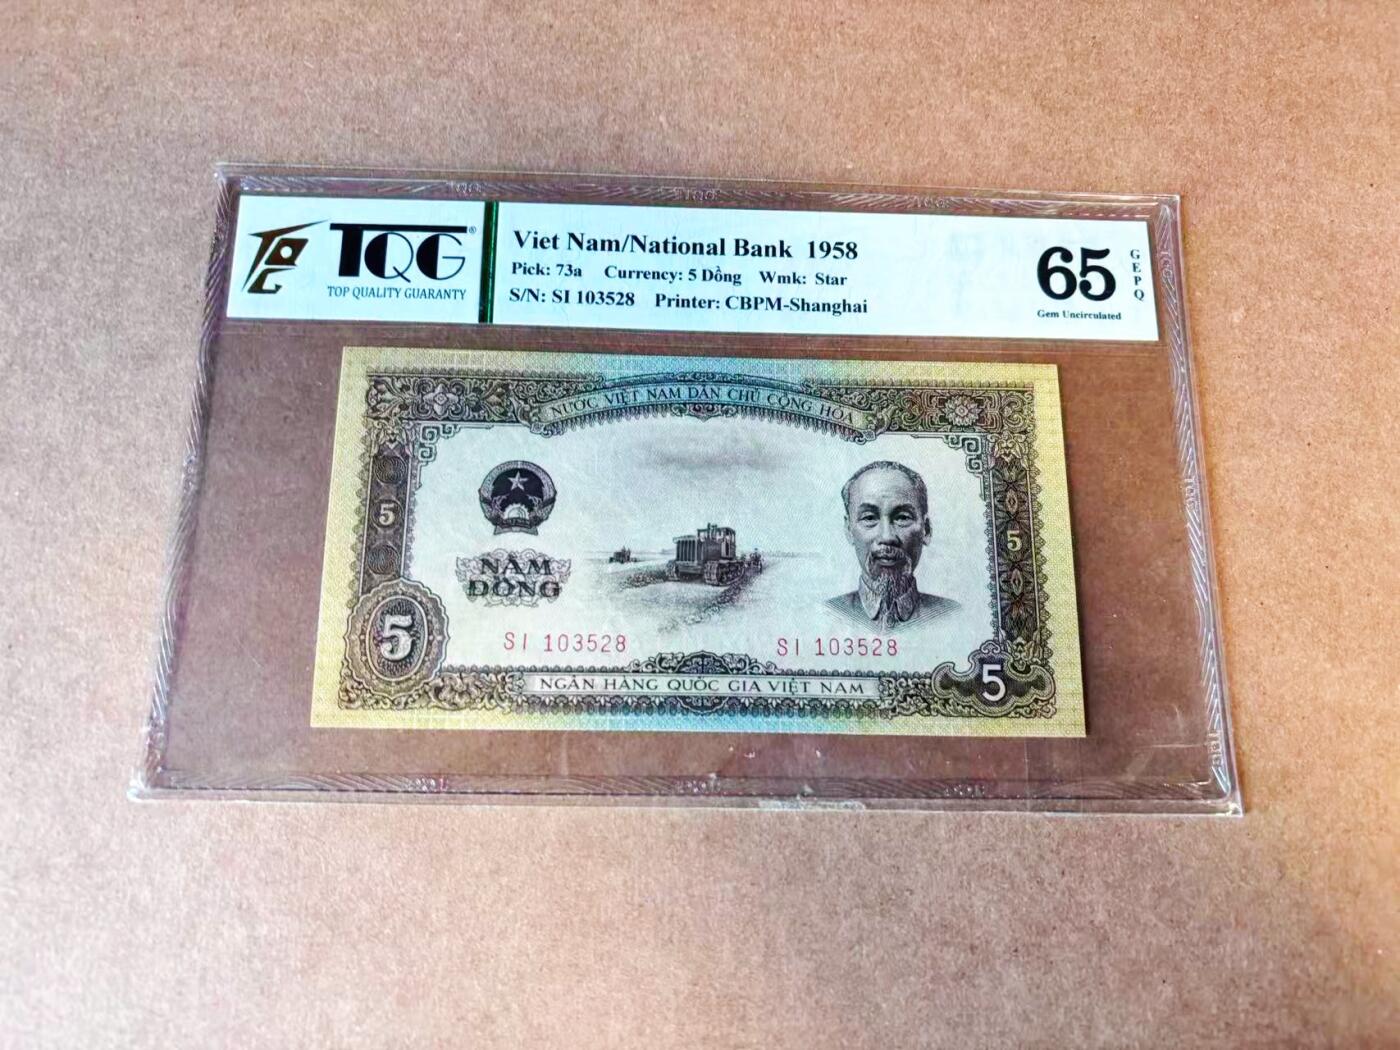 TQG®
TOP QUALITY GUARANTY
Viet Nam/National Bank 1958
Pick: 73a Currency: 5 Dồng Wmk: Star
S/N: SI 103528 Printer: CBPM-Shanghai
65
GEPQ
Gem Uncirculated
NƯỚC VIỆT NAM DÂN CHỦ CỘNG HÒA
5
5
NĂM
ĐỒNG
5
SI 103528 SI 103528
NGÂN HÀNG QUỐC GIA VIỆT NAM
5